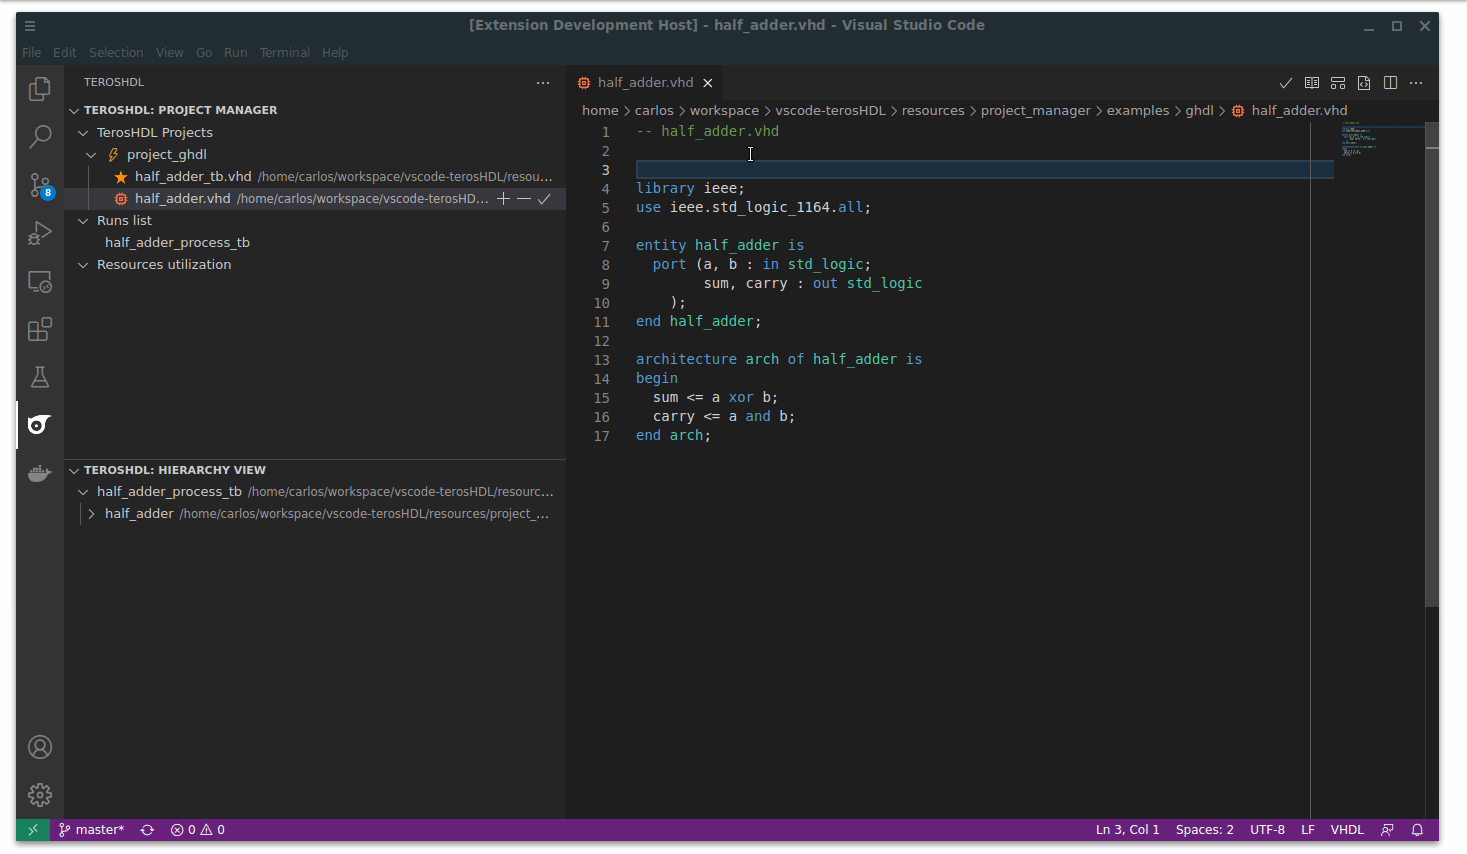 [Extension Development Host] - half_adder.vhd - Visual Studio Code
File Edit Selection View Go Run Terminal Help
TEROSHDL
TEROSHDL: PROJECT MANAGER
TerosHDL Projects
project_ghdl
half_adder_tb.vhd /home/carlos/workspace/vscode-terosHDL/resou...
half_adder.vhd /home/carlos/workspace/vscode-terosHD...
Runs list
half_adder_process_tb
Resources utilization
8
TEROSHDL: HIERARCHY VIEW
half_adder_process_tb /home/carlos/workspace/vscode-terosHDL/resourc...
half_adder /home/carlos/workspace/vscode-terosHDL/resources/project_...
half_adder.vhd
home > carlos > workspace > vscode-terosHDL > resources > project_manager > examples > ghdl > half_adder.vhd
1 -- half_adder.vhd
2
3
4 library ieee;
5 use ieee.std_logic_1164.all;
6
7 entity half_adder is
8 port (a, b : in std_logic;
9 sum, carry : out std_logic
10 );
11 end half_adder;
12
13 architecture arch of half_adder is
14 begin
15 sum <= a xor b;
16 carry <= a and b;
17 end arch;
master* 0 0 Ln 3, Col 1 Spaces: 2 UTF-8 LF VHDL